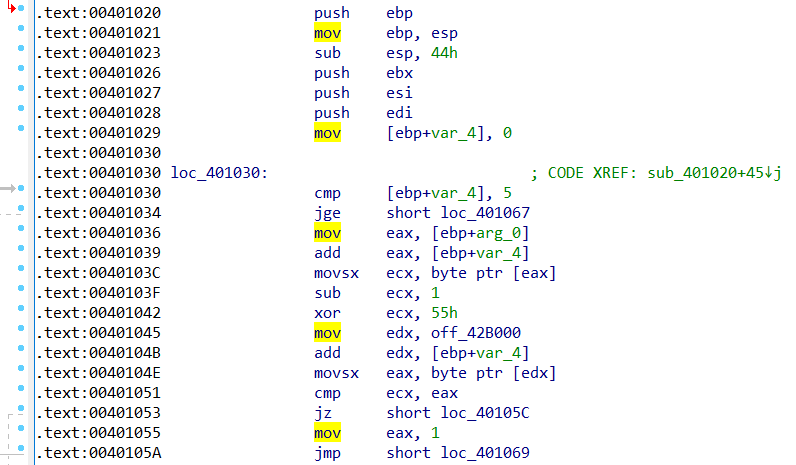 .text:00401020 push ebp
.text:00401021 mov ebp, esp
.text:00401023 sub esp, 44h
.text:00401026 push ebx
.text:00401027 push esi
.text:00401028 push edi
.text:00401029 mov [ebp+var_4], 0
.text:00401030
.text:00401030 loc_401030: ; CODE XREF: sub_401020+45↓j
.text:00401030 cmp [ebp+var_4], 5
.text:00401034 jge short loc_401067
.text:00401036 mov eax, [ebp+arg_0]
.text:00401039 add eax, [ebp+var_4]
.text:0040103C movsx ecx, byte ptr [eax]
.text:0040103F sub ecx, 1
.text:00401042 xor ecx, 55h
.text:00401045 mov edx, off_42B000
.text:0040104B add edx, [ebp+var_4]
.text:0040104E movsx eax, byte ptr [edx]
.text:00401051 cmp ecx, eax
.text:00401053 jz short loc_40105C
.text:00401055 mov eax, 1
.text:0040105A jmp short loc_401069